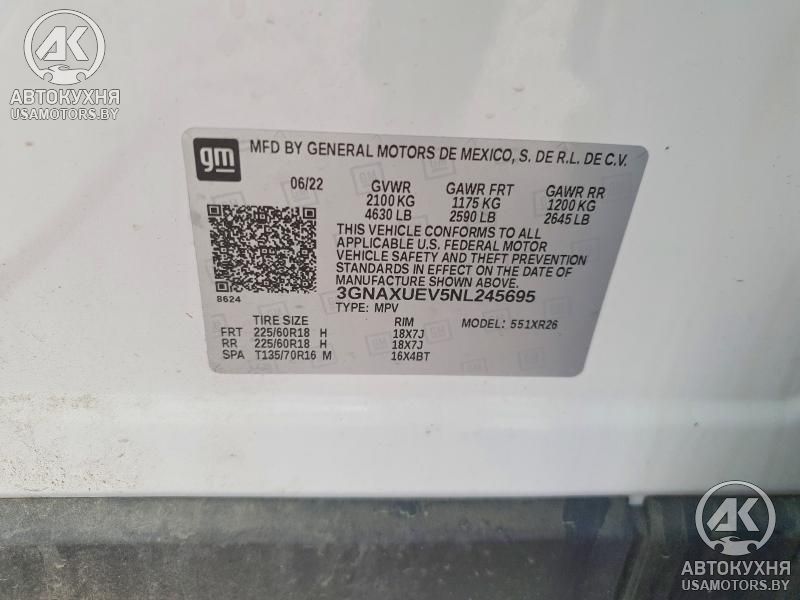 AK
АВТОКУХНЯ
USAMOTORS.BY
gm MFD BY GENERAL MOTORS DE MEXICO, S. DE R.L. DE C.V.
06/22 GVWR GAWR FRT GAWR RR
2100 KG 1175 KG 1200 KG
4630 LB 2590 LB 2645 LB
THIS VEHICLE CONFORMS TO ALL
APPLICABLE U.S. FEDERAL MOTOR
VEHICLE SAFETY AND THEFT PREVENTION
STANDARDS IN EFFECT ON THE DATE OF
MANUFACTURE SHOWN ABOVE.
8624 3GNAXUEV5NL245695
TYPE: MPV
TIRE SIZE RIM MODEL: 551XR26
FRT 225/60R18 H 18X7J
RR 225/60R18 H 18X7J
SPA T135/70R16 M 16X4BT
AK
АВТОКУХНЯ
USAMOTORS.BY